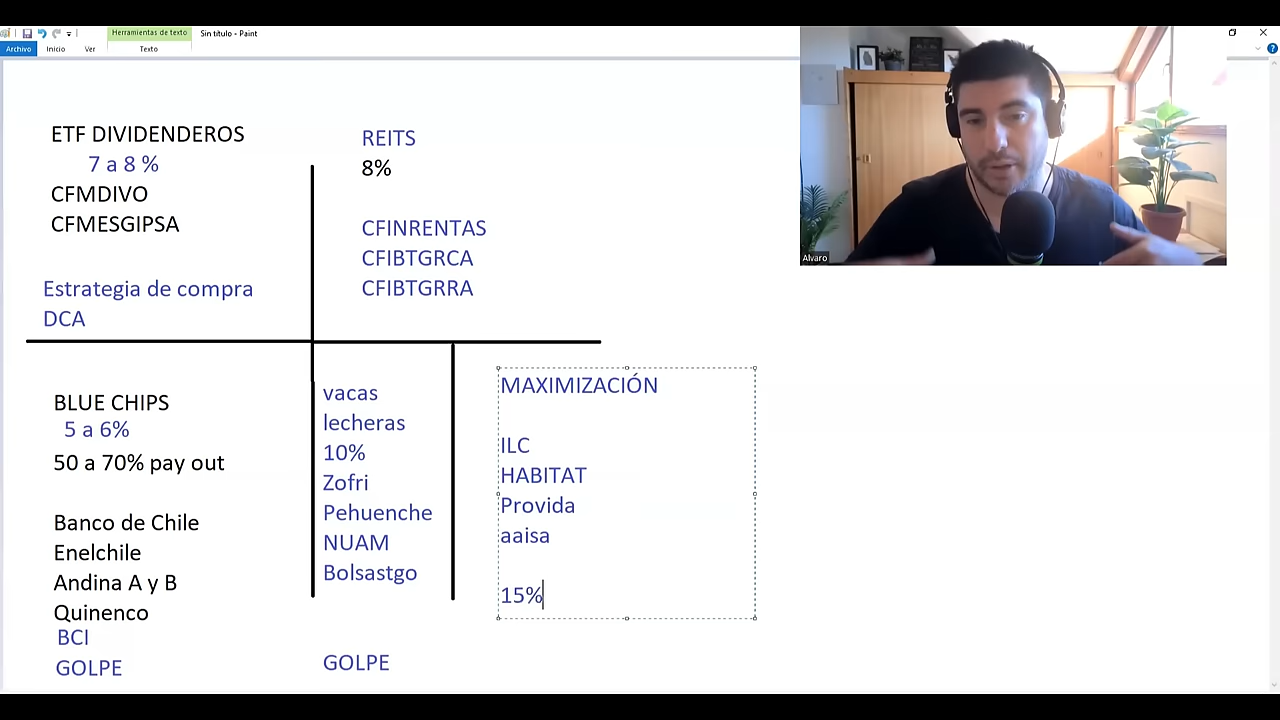 Herramientas de texto
Sin título - Paint
Archivo
Inicio
Ver
Texto
ETF DIVIDENDEROS
7 a 8 %
CFMDIVO
CFMESGIPSA
Estrategia de compra
DCA
REITS
8%
CFINRENTAS
CFIBTGRCA
CFIBTGRRA
Alvaro
BLUE CHIPS
5 a 6%
50 a 70% pay out
Banco de Chile
Enelchile
Andina A y B
Quinenco
BCI
GOLPE
vacas
lecheras
10%
Zofri
Pehuenche
NUAM
Bolsastgo
GOLPE
MAXIMIZACIÓN
ILC
HABITAT
Provida
aaisa
15%